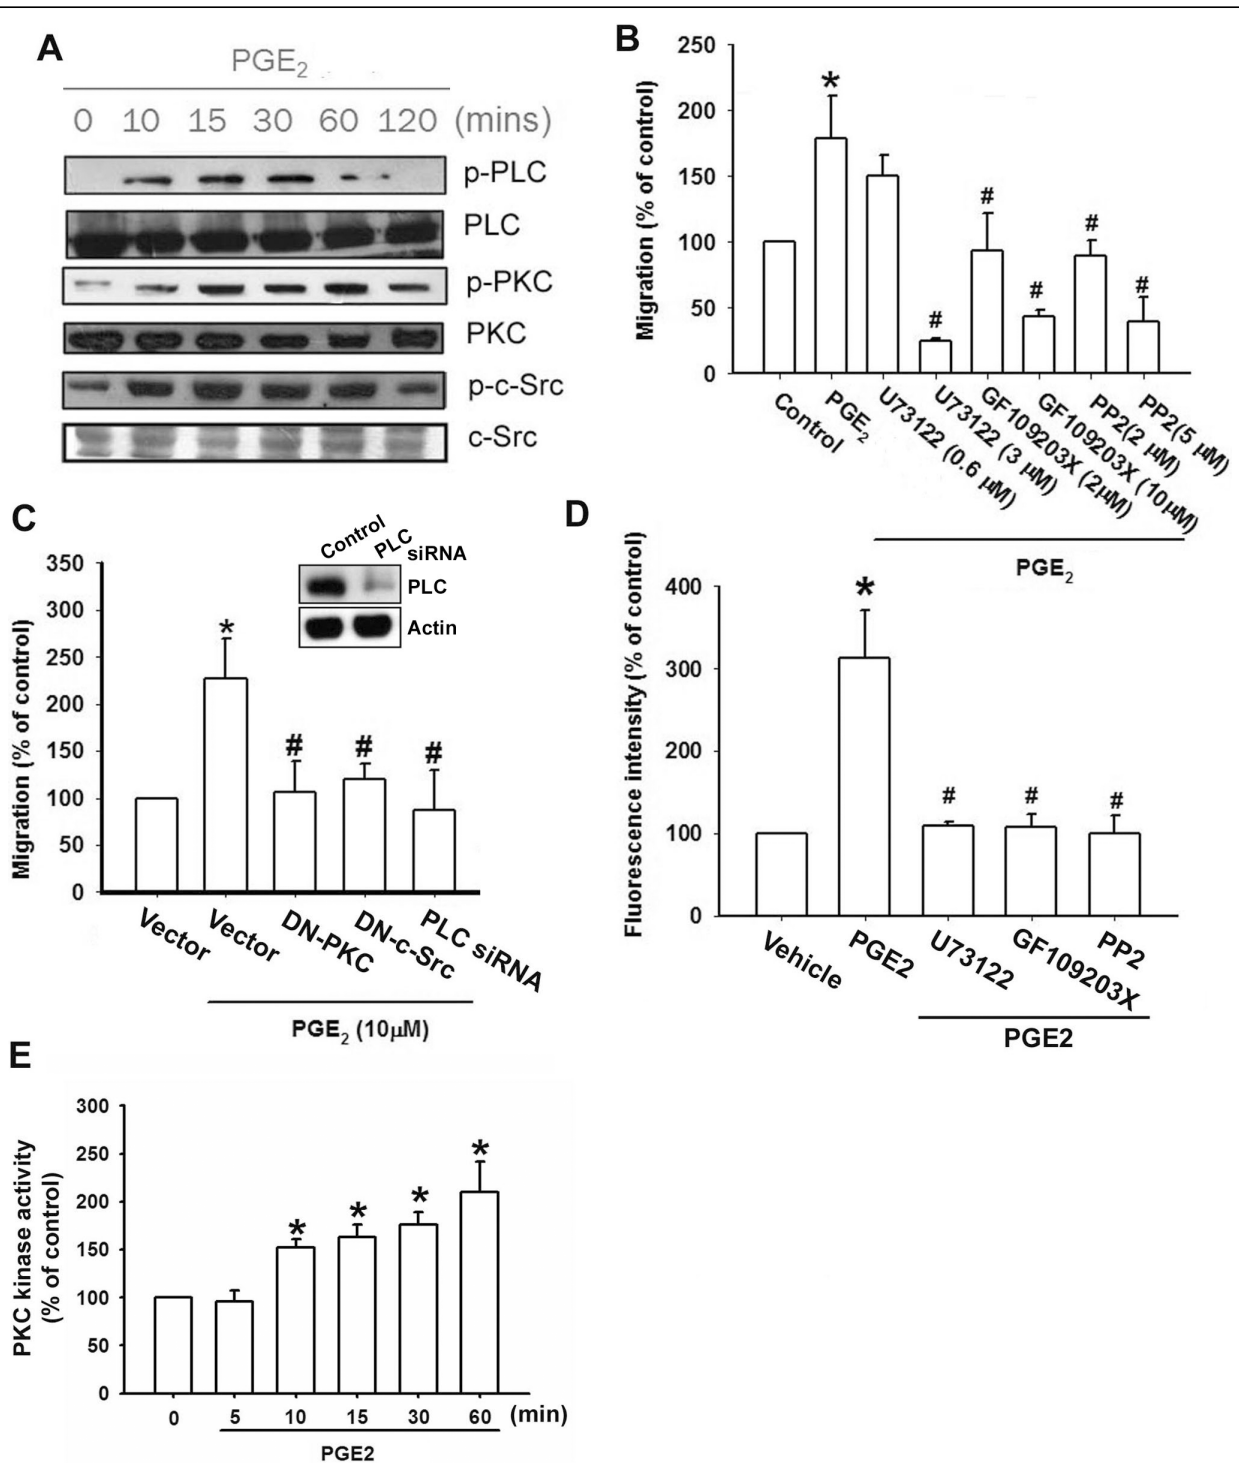 A
PGE2
0 10 15 30 60 120 (mins)
p-PLC
PLC
p-PKC
PKC
p-c-Src
c-Src
B
Migration (% of control)
250
200
150
100
50
0
*
#
#
#
#
#
Control
PGE2
U73122 (0.6 μM)
U73122 (3 μM)
GF109203X (2μM)
GF109203X (10μM)
PP2(2 μM)
PP2(5 μM)
PGE2
C
Migration (% of control)
350
300
250
200
150
100
50
0
*
#
#
#
Control
PLC
siRNA
PLC
Actin
Vector
Vector
DN-PKC
DN-c-Src
PLC siRNA
PGE2 (10μM)
D
Fluorescence intensity (% of control)
400
300
200
100
0
*
#
#
#
Vehicle
PGE2
U73122
GF109203X
PP2
PGE2
E
PKC kinase activity
(% of control)
300
250
200
150
100
50
0
*
*
*
*
0 5 10 15 30 60 (min)
PGE2